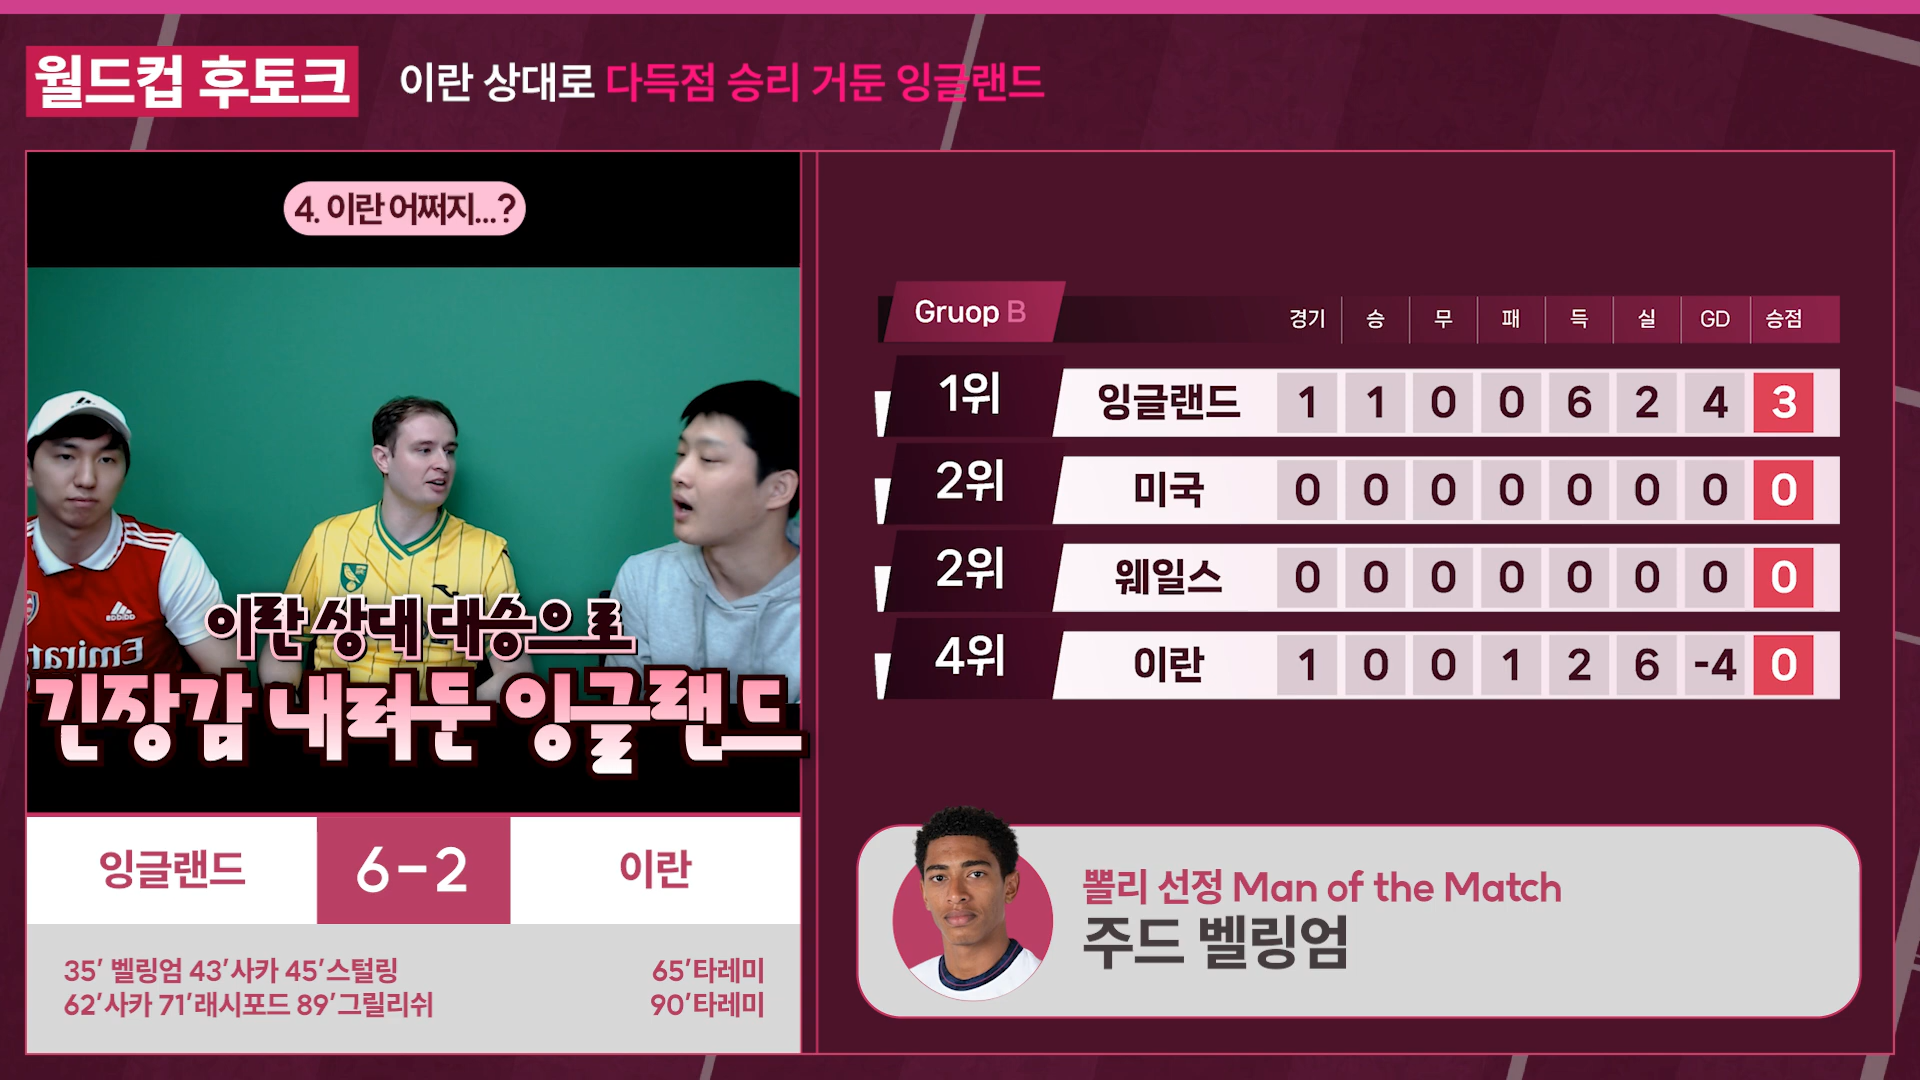 월드컵 후토크
이란 상대로 다득점 승리 거둔 잉글랜드
4. 이란 어쩌지...?
adidas
Emirate
이란 상대 대승으로
긴장감 내려둔 잉글랜드
잉글랜드 6-2 이란
35' 벨링엄 43'사카 45'스털링
62'사카 71'래시포드 89'그릴리쉬
65'타레미
90'타레미
Gruop B 경기 승 무 패 득 실 GD 승점
1위 잉글랜드 1 1 0 0 6 2 4 3
2위 미국 0 0 0 0 0 0 0 0
2위 웨일스 0 0 0 0 0 0 0 0
4위 이란 1 0 0 1 2 6 -4 0
뽈리 선정 Man of the Match
주드 벨링엄